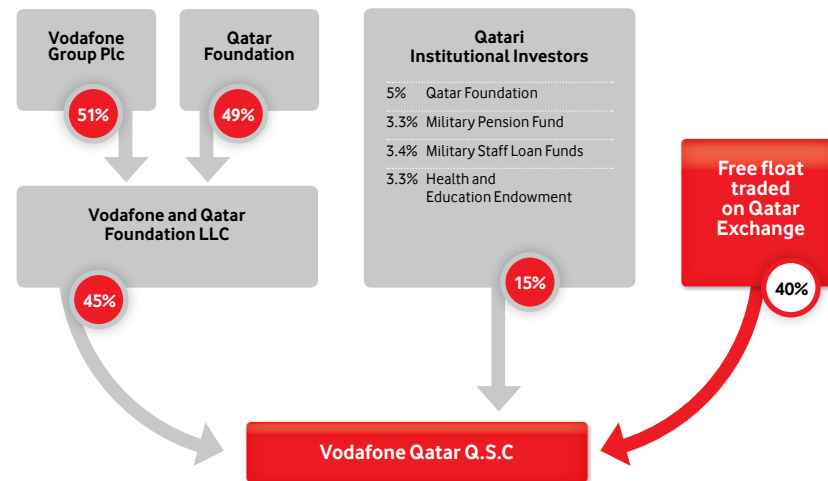 Vodafone
Group Plc
51%
Qatar
Foundation
49%
Vodafone and Qatar
Foundation LLC
45%
Qatari
Institutional Investors
5% Qatar Foundation
3.3% Military Pension Fund
3.4% Military Staff Loan Funds
3.3% Health and
Education Endowment
15%
Free float
traded
on Qatar
Exchange
40%
Vodafone Qatar Q.S.C